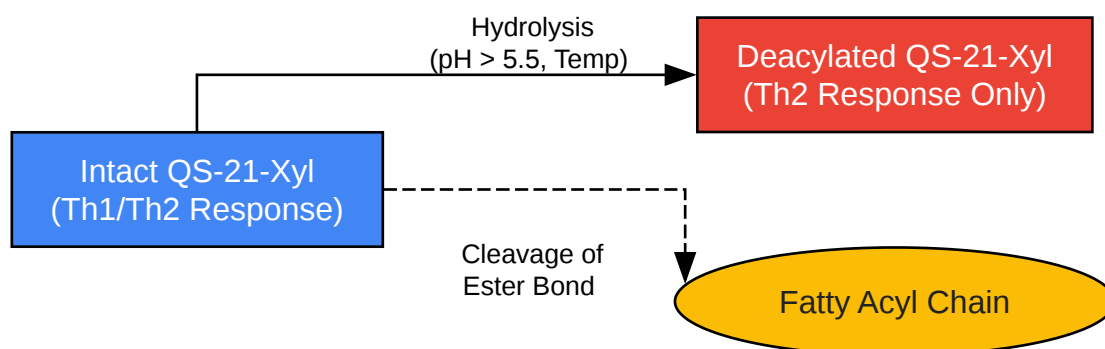 Hydrolysis
(pH > 5.5, Temp)
Deacylated QS-21-Xyl
(Th2 Response Only)
Intact QS-21-Xyl
(Th1/Th2 Response)
Cleavage of
Ester Bond
Fatty Acyl Chain